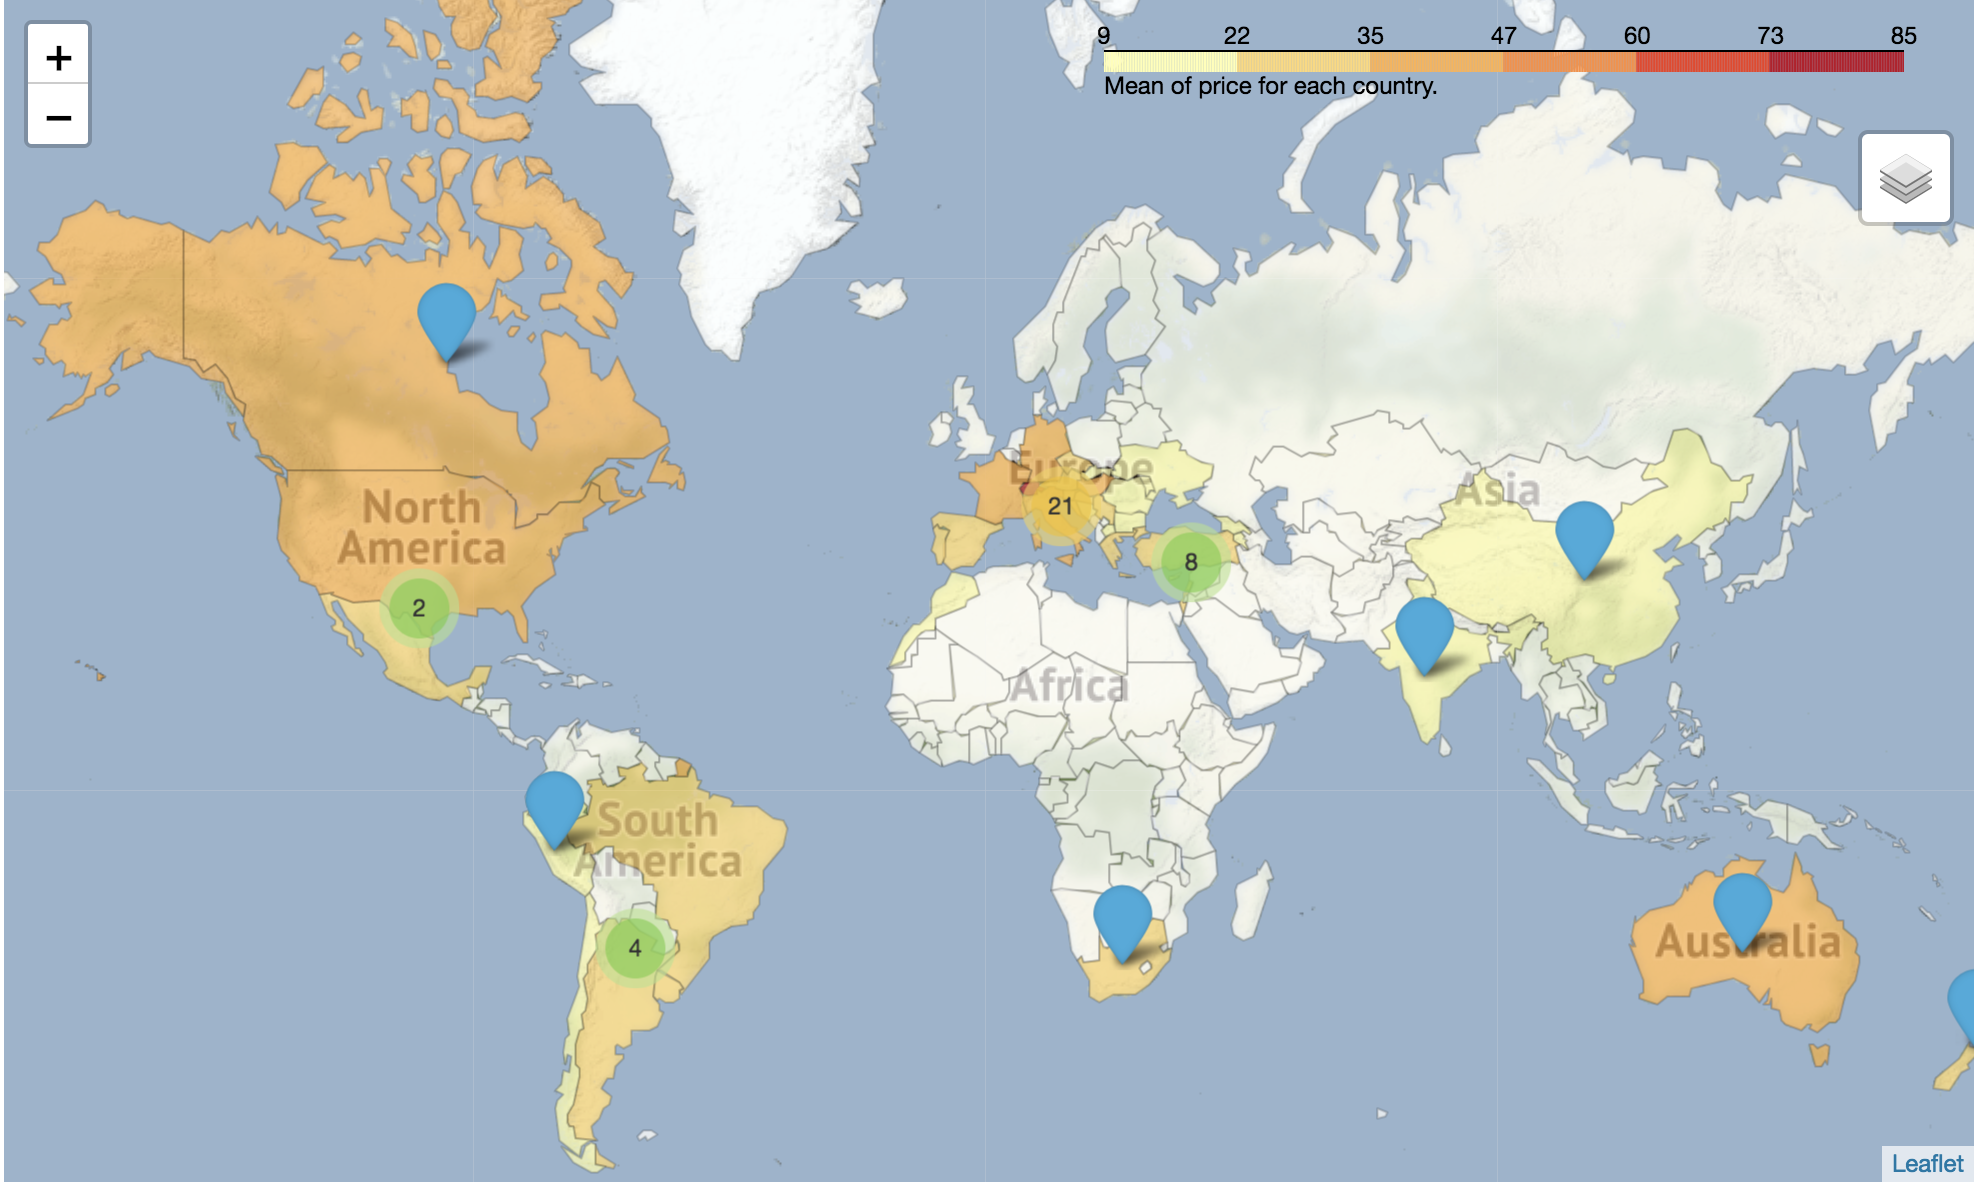 +
−
9 22 35 47 60 73 85
Mean of price for each country.
Europe
Asia
North
America
21
8
2
Africa
South
America
4
Australia
Leaflet